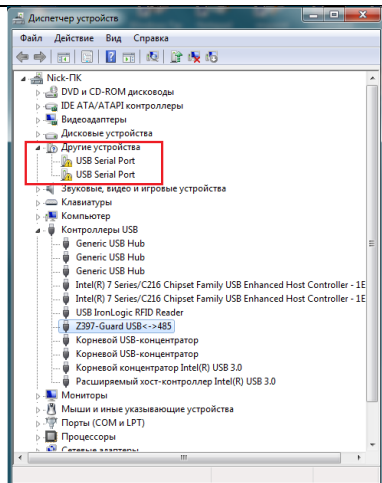 Диспетчер устройств
Файл Действие Вид Справка
Nick-ПК
DVD и CD-ROM дисководы
IDE ATA/ATAPI контроллеры
Видеоадаптеры
Дисковые устройства
Другие устройства
USB Serial Port
USB Serial Port
Звуковые, видео и игровые устройства
Клавиатуры
Компьютер
Контроллеры USB
Generic USB Hub
Generic USB Hub
Generic USB Hub
Intel(R) 7 Series/C216 Chipset Family USB Enhanced Host Controller - 1E
Intel(R) 7 Series/C216 Chipset Family USB Enhanced Host Controller - 1E
USB IronLogic RFID Reader
Z397-Guard USB<->485
Корневой USB-концентратор
Корневой USB-концентратор
Корневой концентратор Intel(R) USB 3.0
Расширяемый хост-контроллер Intel(R) USB 3.0
Мониторы
Мыши и иные указывающие устройства
Порты (COM и LPT)
Процессоры
Сетевые адаптеры